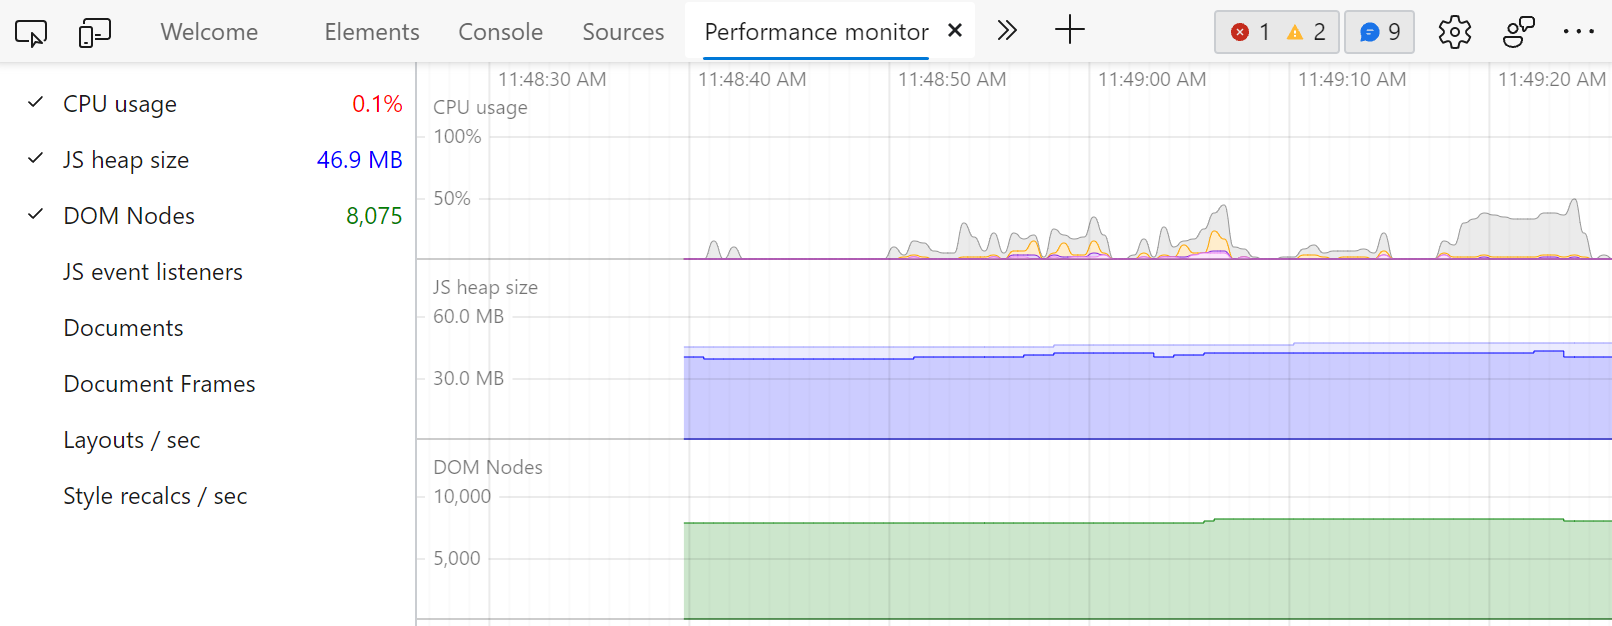 Welcome Elements Console Sources Performance monitor 1 2 9
CPU usage 0.1%
JS heap size 46.9 MB
DOM Nodes 8,075
JS event listeners
Documents
Document Frames
Layouts / sec
Style recalcs / sec
11:48:30 AM 11:48:40 AM 11:48:50 AM 11:49:00 AM 11:49:10 AM 11:49:20 AM
CPU usage
100%
50%
JS heap size
60.0 MB
30.0 MB
DOM Nodes
10,000
5,000